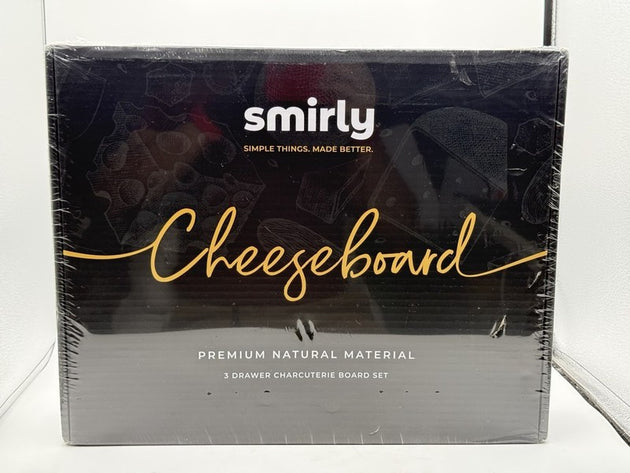 smirly
SIMPLE THINGS. MADE BETTER.
Cheeseboard
PREMIUM NATURAL MATERIAL
3 DRAWER CHARCUTERIE BOARD SET